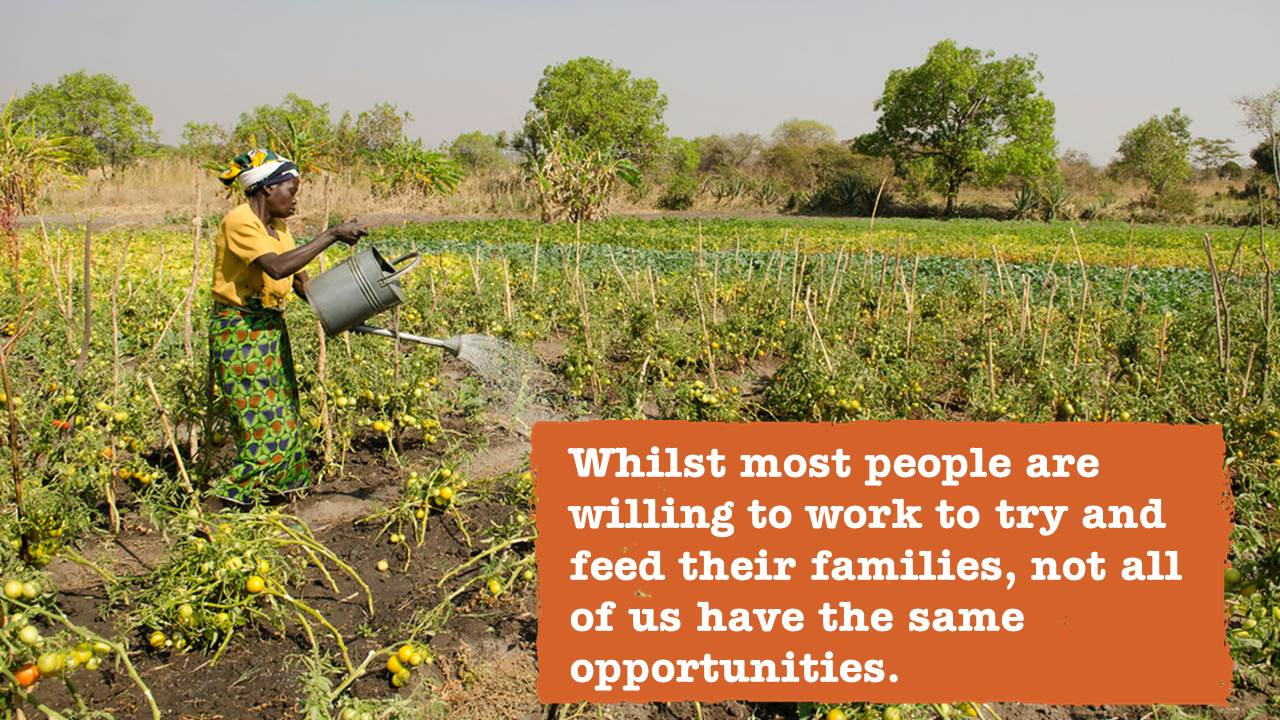 Whilst most people are
willing to work to try and
feed their families, not all
of us have the same
opportunities.